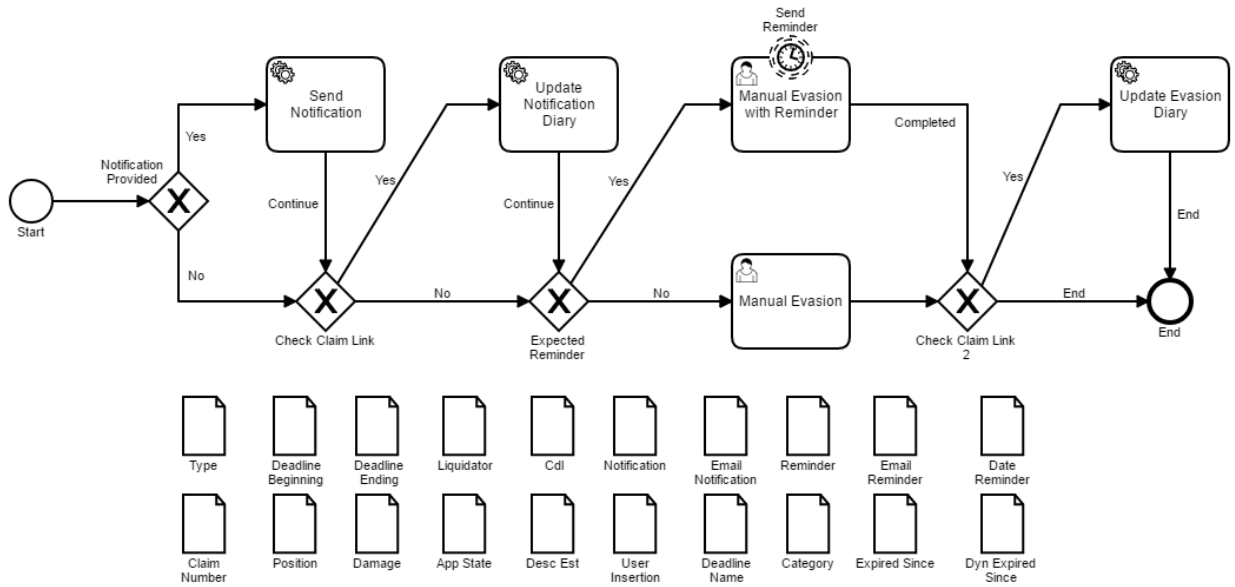 Send
Reminder
Send
Notification
Update
Notification
Diary
Manual Evasion
with Reminder
Update Evasion
Diary
Yes
Completed
Notification
Provided
Yes
Yes
Yes
Continue
Continue
Start
End
No
No
No
Manual Evasion
End
Check Claim Link
Expected
Reminder
Check Claim Link
2
End
Type
Deadline
Beginning
Deadline
Ending
Liquidator
Cdl
Notification
Email
Notification
Reminder
Email
Reminder
Date
Reminder
Claim
Number
Position
Damage
App State
Desc Est
User
Insertion
Deadline
Name
Category
Expired Since
Dyn Expired
Since